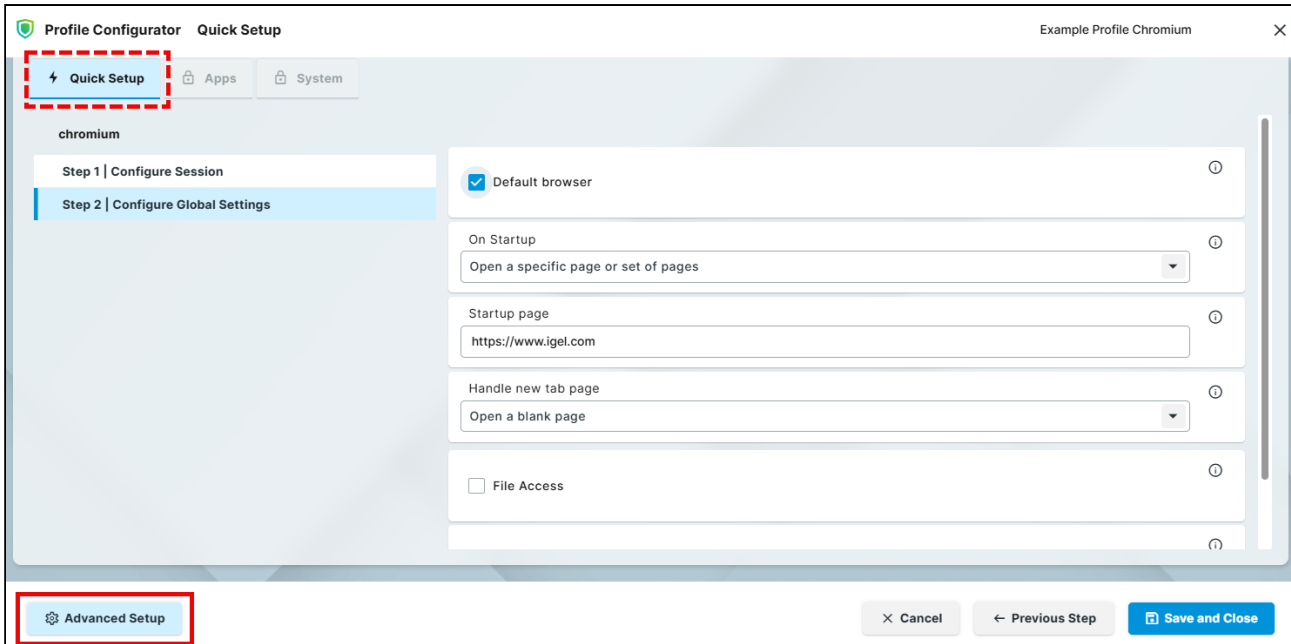 Profile Configurator Quick Setup Example Profile Chromium
Quick Setup Apps System
chromium
Step 1 | Configure Session
Step 2 | Configure Global Settings
Default browser
On Startup
Open a specific page or set of pages
Startup page
https://www.igel.com
Handle new tab page
Open a blank page
File Access
Advanced Setup Cancel Previous Step Save and Close